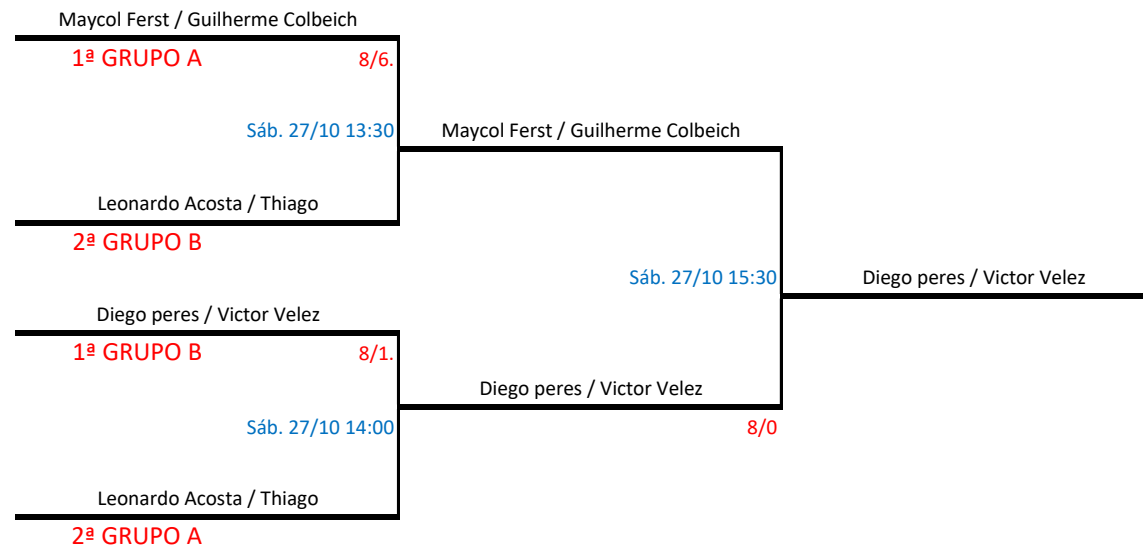 Maycol Ferst / Guilherme Colbeich
1ª GRUPO A 8/6.
Sáb. 27/10 13:30 Maycol Ferst / Guilherme Colbeich
Leonardo Acosta / Thiago
2ª GRUPO B
Sáb. 27/10 15:30 Diego peres / Victor Velez
Diego peres / Victor Velez
1ª GRUPO B 8/1.
Diego peres / Victor Velez
Sáb. 27/10 14:00 8/0
Leonardo Acosta / Thiago
2ª GRUPO A